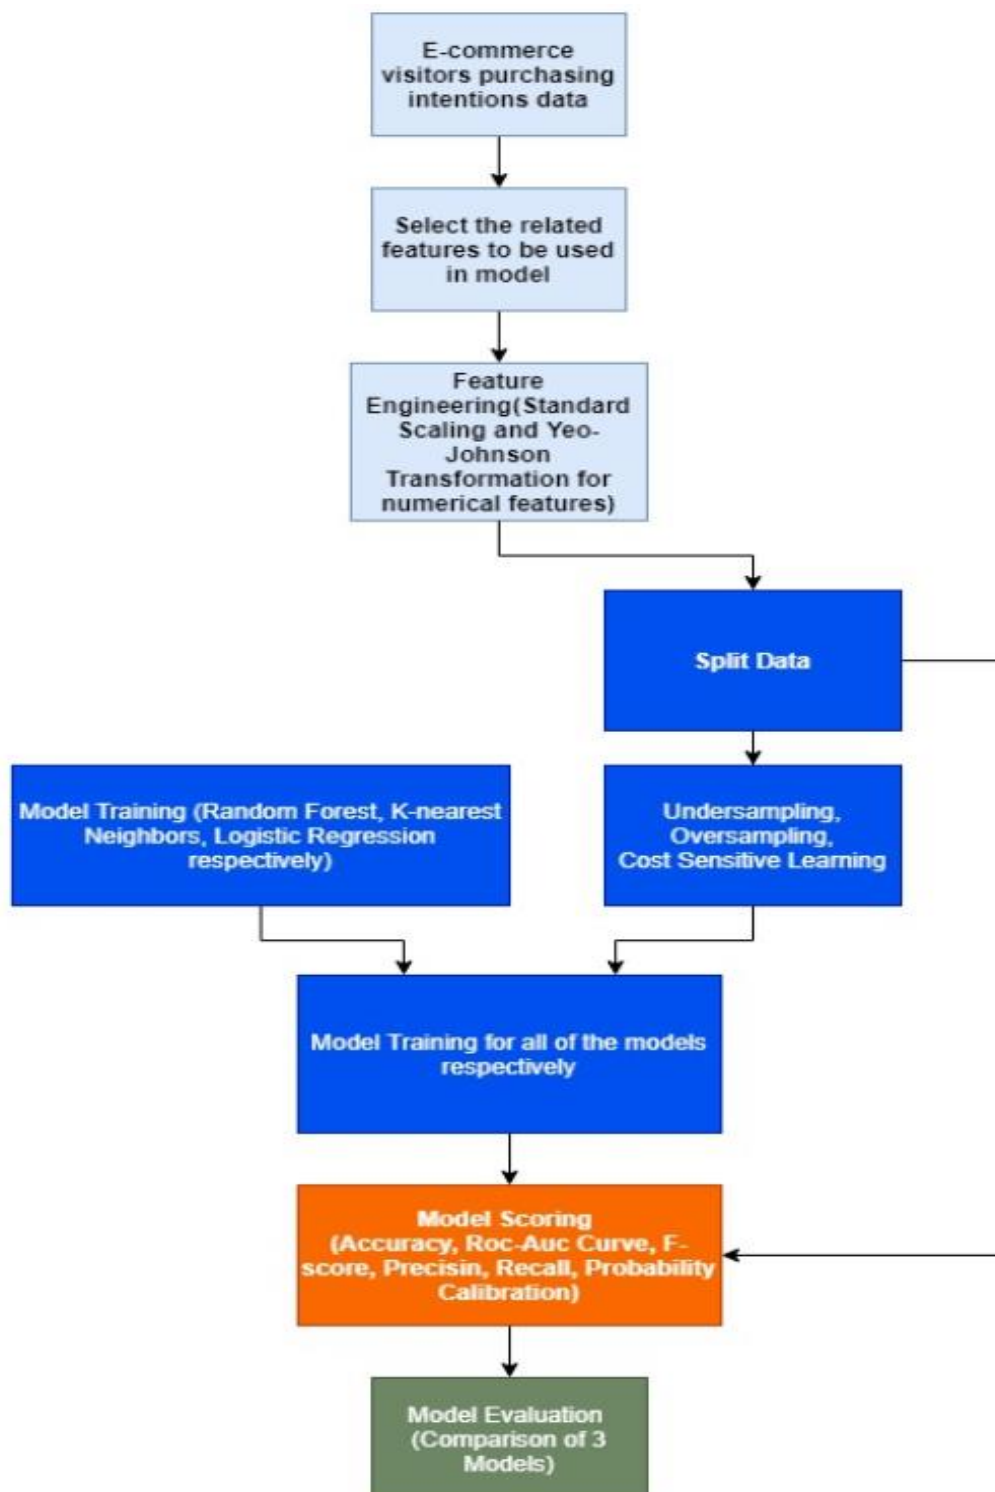 E-commerce
visitors purchasing
intentions data
Select the related
features to be used
in model
Feature
Engineering(Standard
Scaling and Yeo-
Johnson
Transformation for
numerical features)
Split Data
Model Training (Random Forest, K-nearest
Neighbors, Logistic Regression
respectively)
Undersampling,
Oversampling,
Cost Sensitive Learning
Model Training for all of the models
respectively
Model Scoring
(Accuracy, Roc-Auc Curve, F-
score, Precisin, Recall, Probability
Calibration)
Model Evaluation
(Comparison of 3
Models)